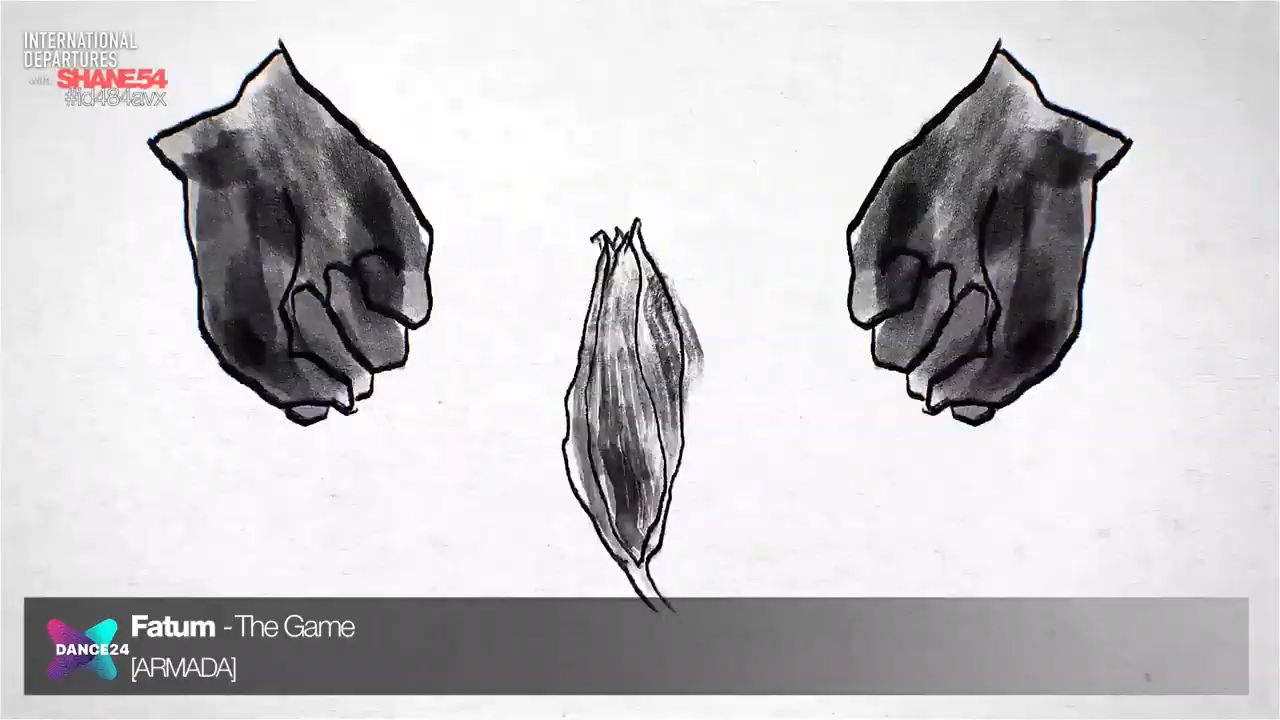 INTERNATIONAL
DEPARTURES
with SHANE54
#id484avx
Fatum - The Game
DANCE24
[ARMADA]